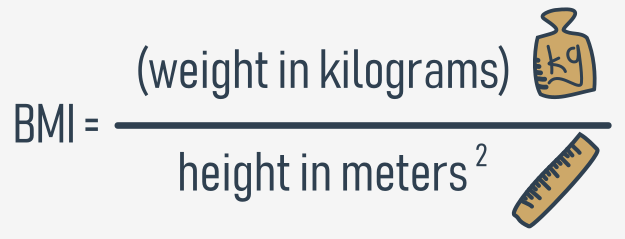 (weight in kilograms)
kg
BMI =
height in meters 2